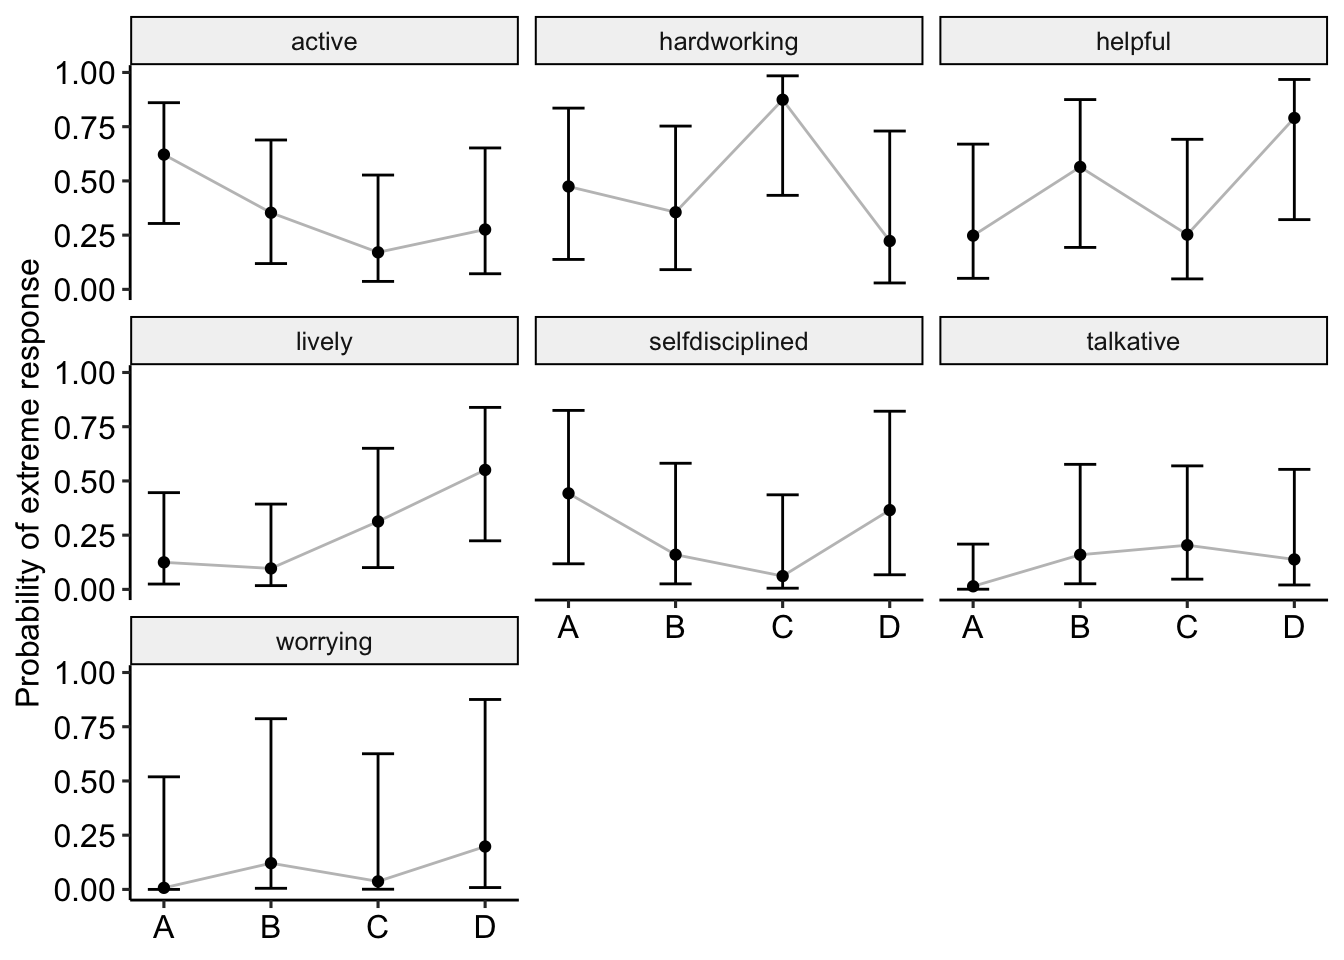 active
hardworking
helpful
1.00
0.75
0.50
0.25
0.00
lively
selfdisciplined
talkative
1.00
0.75
0.50
0.25
0.00
A B C D
A B C D
worrying
1.00
0.75
0.50
0.25
0.00
A B C D
Probability of extreme response